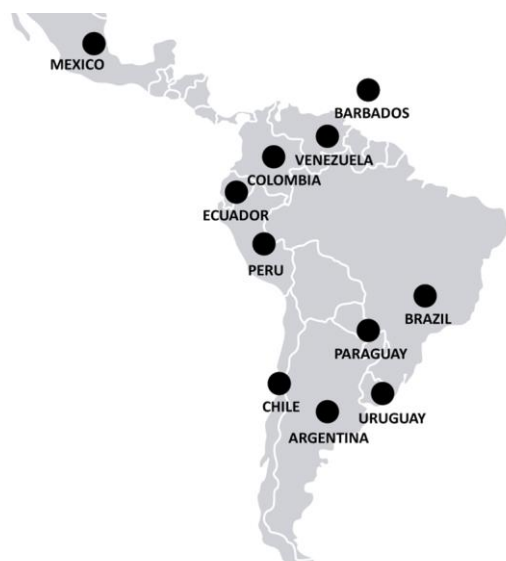 MEXICO
BARBADOS
VENEZUELA
COLOMBIA
ECUADOR
PERU
BRAZIL
PARAGUAY
CHILE
URUGUAY
ARGENTINA